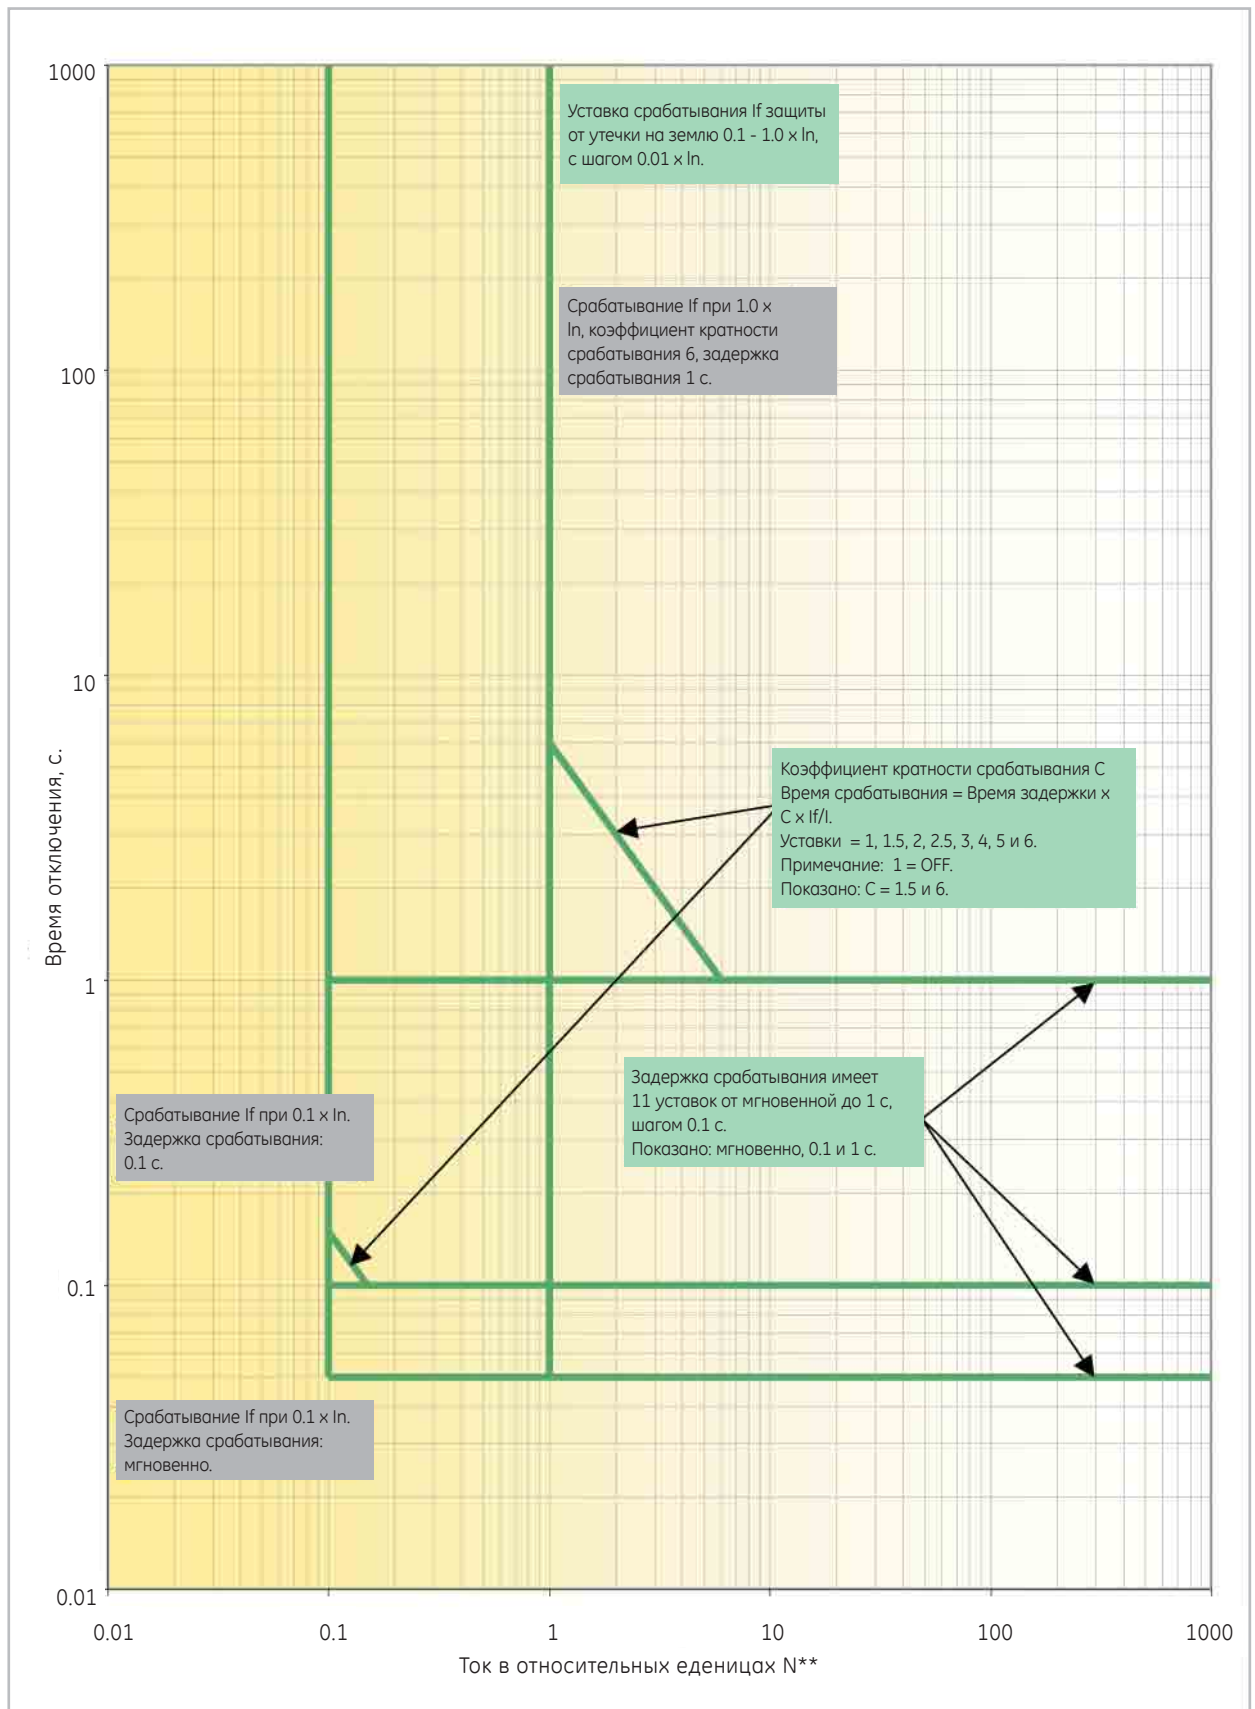 1000
Уставка срабатывания If защиты
от утечки на землю 0.1 - 1.0 x In,
с шагом 0.01 x In.
Срабатывание If при 1.0 x
In, коэффициент кратности
срабатывания 6, задержка
срабатывания 1 с.
100
10
Время отключения, с.
Коэффициент кратности срабатывания C
Время срабатывания = Время задержки x
C x If/I.
Уставки = 1, 1.5, 2, 2.5, 3, 4, 5 и 6.
Примечание: 1 = OFF.
Показано: C = 1.5 и 6.
1
Задержка срабатывания имеет
11 уставок от мгновенной до 1 с,
шагом 0.1 с.
Показано: мгновенно, 0.1 и 1 с.
Срабатывание If при 0.1 x In.
Задержка срабатывания:
0.1 с.
0.1
Срабатывание If при 0.1 x In.
Задержка срабатывания:
мгновенно.
0.01
0.01 0.1 1 10 100 1000
Ток в относительных еденицах N**